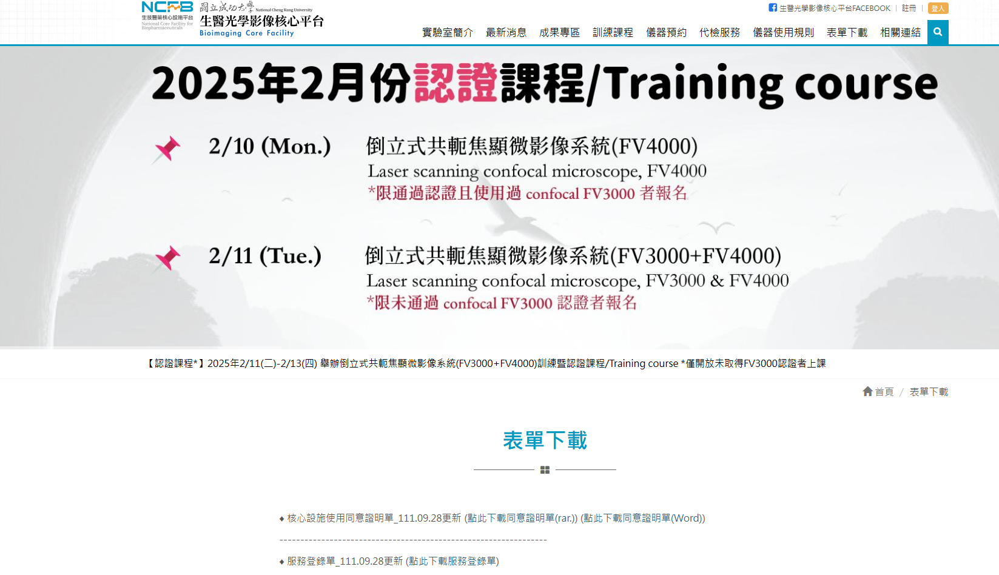 NCFB
生技醫藥核心設施平台
National Core Facility for
Biopharmaceuticals
國立成功大學 National Cheng Kung University
生醫光學影像核心平台
Bioimaging Core Facility
生醫光學影像核心平台FACEBOOK | 註冊 | 登入
實驗室簡介 最新消息 成果專區 訓練課程 儀器預約 代檢服務 儀器使用規則 表單下載 相關連結
2025年2月份認證課程/Training course
2/10 (Mon.) 倒立式共軛焦顯微影像系統(FV4000)
Laser scanning confocal microscope, FV4000
*限通過認證且使用過 confocal FV3000 者報名
2/11 (Tue.) 倒立式共軛焦顯微影像系統(FV3000+FV4000)
Laser scanning confocal microscope, FV3000 & FV4000
*限未通過 confocal FV3000 認證者報名
【認證課程*】2025年2/11(二)-2/13(四) 舉辦倒立式共軛焦顯微影像系統(FV3000+FV4000)訓練暨認證課程/Training course *僅開放未取得FV3000認證者上課
首頁 / 表單下載
表單下載
♦ 核心設施使用同意證明單_111.09.28更新 (點此下載同意證明單(rar.)) (點此下載同意證明單(Word))
----------------------------------------------------------------
♦ 服務登錄單_111.09.28更新 (點此下載服務登錄單)